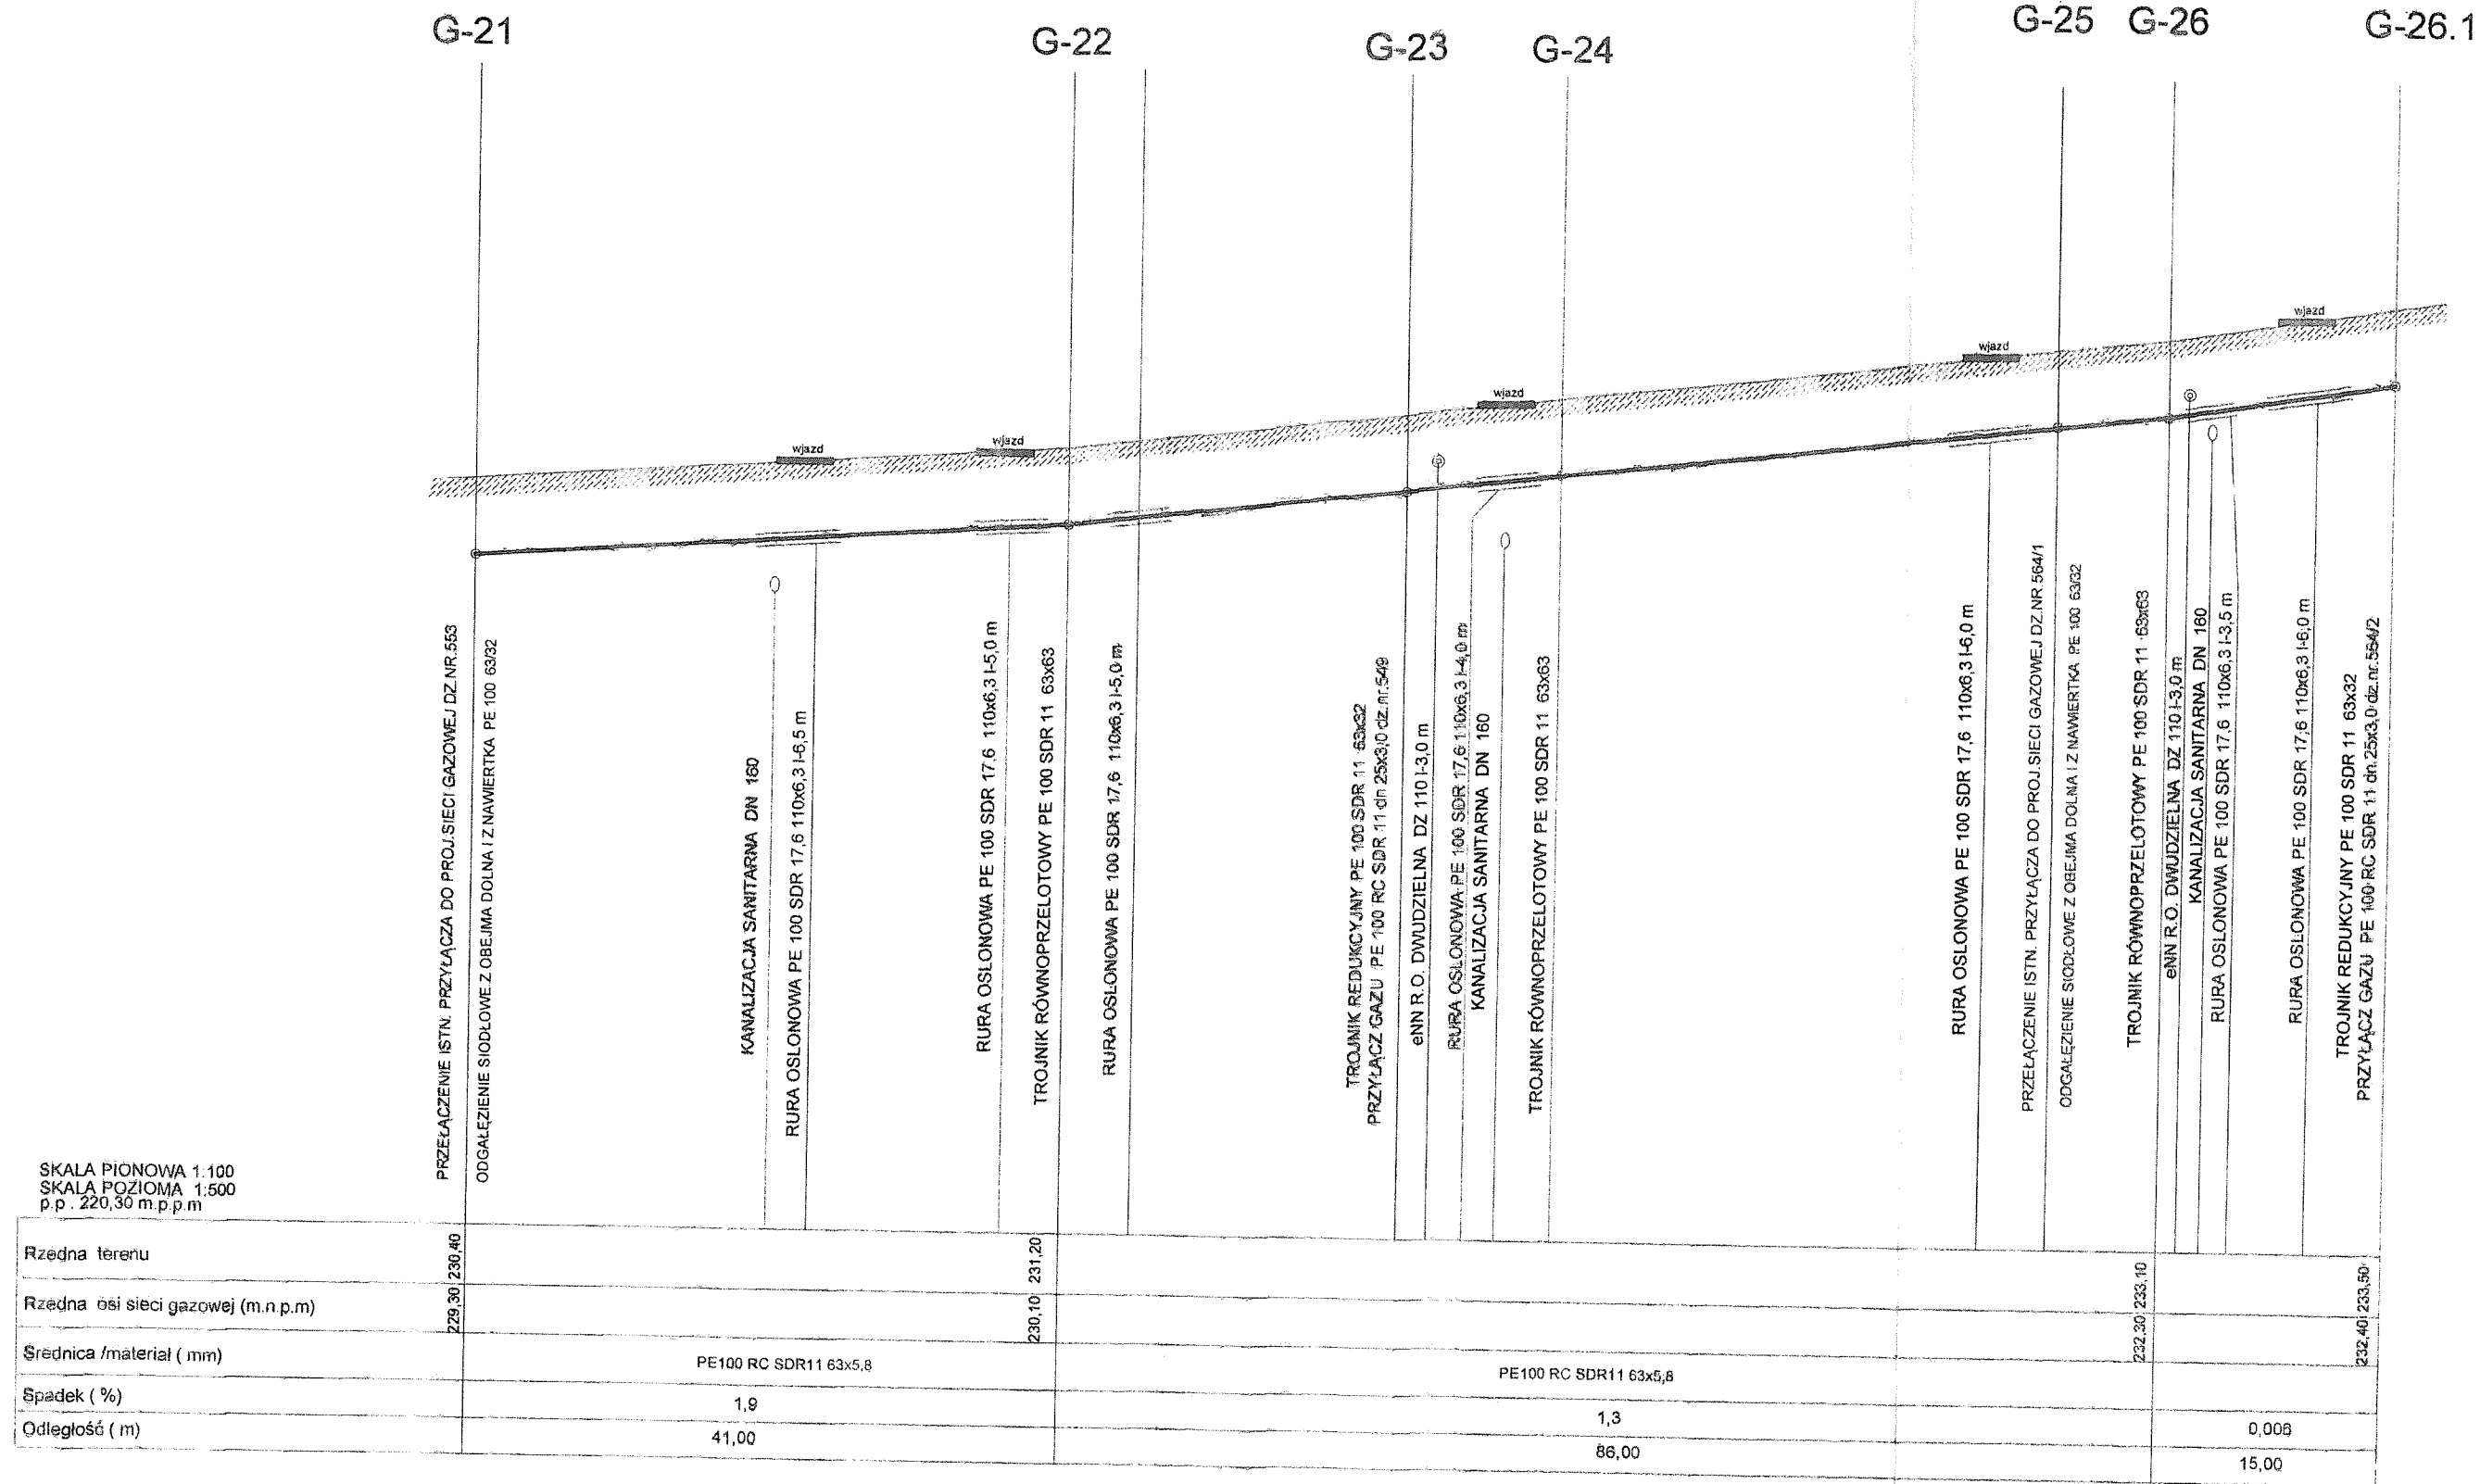 G-21
G-22
G-23
G-24
G-25
G-26
G-26.1
wjazd
wjazd
wjazd
wjazd
wjazd
PRZEŁĄCZENIE ISTN. PRZYŁĄCZA DO PROJ.SIECI GAZOWEJ DZ.NR.553
ODGAŁĘZIENIE SIODŁOWE Z OBEJMA DOLNA I Z NAWIERTKA PE 100 63/32
KANALIZACJA SANITARNA DN 160
RURA OSŁONOWA PE 100 SDR 17,6 110x6,3 l-6,5 m
RURA OSŁONOWA PE 100 SDR 17,6 110x6,3 l-5,0 m
TROJNIK RÓWNOPRZELOTOWY PE 100 SDR 11 63x63
RURA OSŁONOWA PE 100 SDR 17,6 110x6,3 l-5,0 m
TROJNIK REDUKCYJNY PE 100 SDR 11 63x32
PRZYŁĄCZ GAZU PE 100 RC SDR 11 dn 25x3,0 dz.nr.549
eNN R.O. DWUDZIELNA DZ 110 l-3,0 m
RURA OSŁONOWA PE 100 SDR 17,6 110x6,3 l-4,0 m
KANALIZACJA SANITARNA DN 160
TROJNIK RÓWNOPRZELOTOWY PE 100 SDR 11 63x63
RURA OSŁONOWA PE 100 SDR 17,6 110x6,3 l-6,0 m
PRZEŁĄCZENIE ISTN. PRZYŁĄCZA DO PROJ.SIECI GAZOWEJ DZ.NR.564/1
ODGAŁĘZIENIE SIODŁOWE Z OBEJMA DOLNA I Z NAWIERTKA PE 100 63/32
TROJNIK RÓWNOPRZELOTOWY PE 100 SDR 11 63x63
eNN R.O. DWUDZIELNA DZ 110 l-3,0 m
KANALIZACJA SANITARNA DN 160
RURA OSŁONOWA PE 100 SDR 17,6 110x6,3 l-3,5 m
RURA OSŁONOWA PE 100 SDR 17,6 110x6,3 l-6,0 m
TROJNIK REDUKCYJNY PE 100 SDR 11 63x32
PRZYŁĄCZ GAZU PE 100 RC SDR 11 dn.25x3,0 dz.nr.564/2
SKALA PIONOWA 1:100
SKALA POZIOMA 1:500
p.p . 220,30 m.p.p.m
Rzędna terenu 230,40 231,20 233,10 233,50
Rzędna osi sieci gazowej (m.n.p.m) 229,30 230,10 232,30 232,40
Średnica /materiał ( mm) PE100 RC SDR11 63x5,8 PE100 RC SDR11 63x5,8
Spadek ( %) 1,9 1,3 0,006
Odległość ( m) 41,00 86,00 15,00